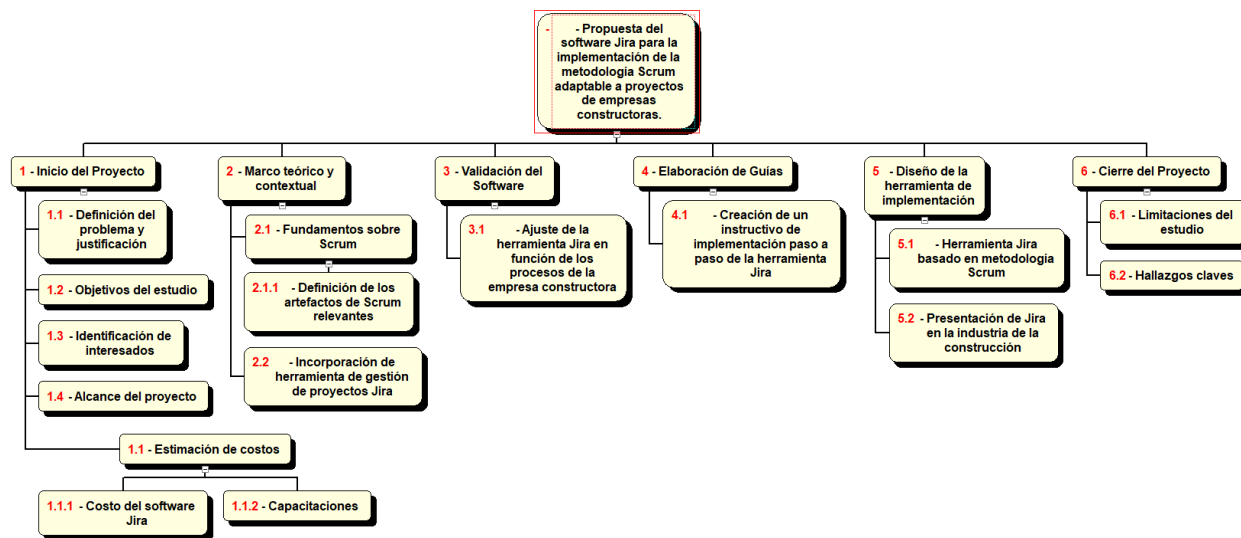 - - Propuesta del
software Jira para la
implementación de la
metodología Scrum
adaptable a proyectos
de empresas
constructoras.
1 - Inicio del Proyecto
1.1 - Definición del
problema y
justificación
1.2 - Objetivos del estudio
1.3 - Identificación de
interesados
1.4 - Alcance del proyecto
1.1 - Estimación de costos
1.1.1 - Costo del software
Jira
1.1.2 - Capacitaciones
2 - Marco teórico y
contextual
2.1 - Fundamentos sobre
Scrum
2.1.1 - Definición de los
artefactos de Scrum
relevantes
2.2 - Incorporación de
herramienta de gestión
de proyectos Jira
3 - Validación del
Software
3.1 - Ajuste de la
herramienta Jira en
función de los
procesos de la
empresa constructora
4 - Elaboración de Guías
4.1 - Creación de un
instructivo de
implementación paso a
paso de la herramienta
Jira
5 - Diseño de la
herramienta de
implementación
5.1 - Herramienta Jira
basado en metodología
Scrum
5.2 - Presentación de Jira
en la industria de la
construcción
6 - Cierre del Proyecto
6.1 - Limitaciones del
estudio
6.2 - Hallazgos claves